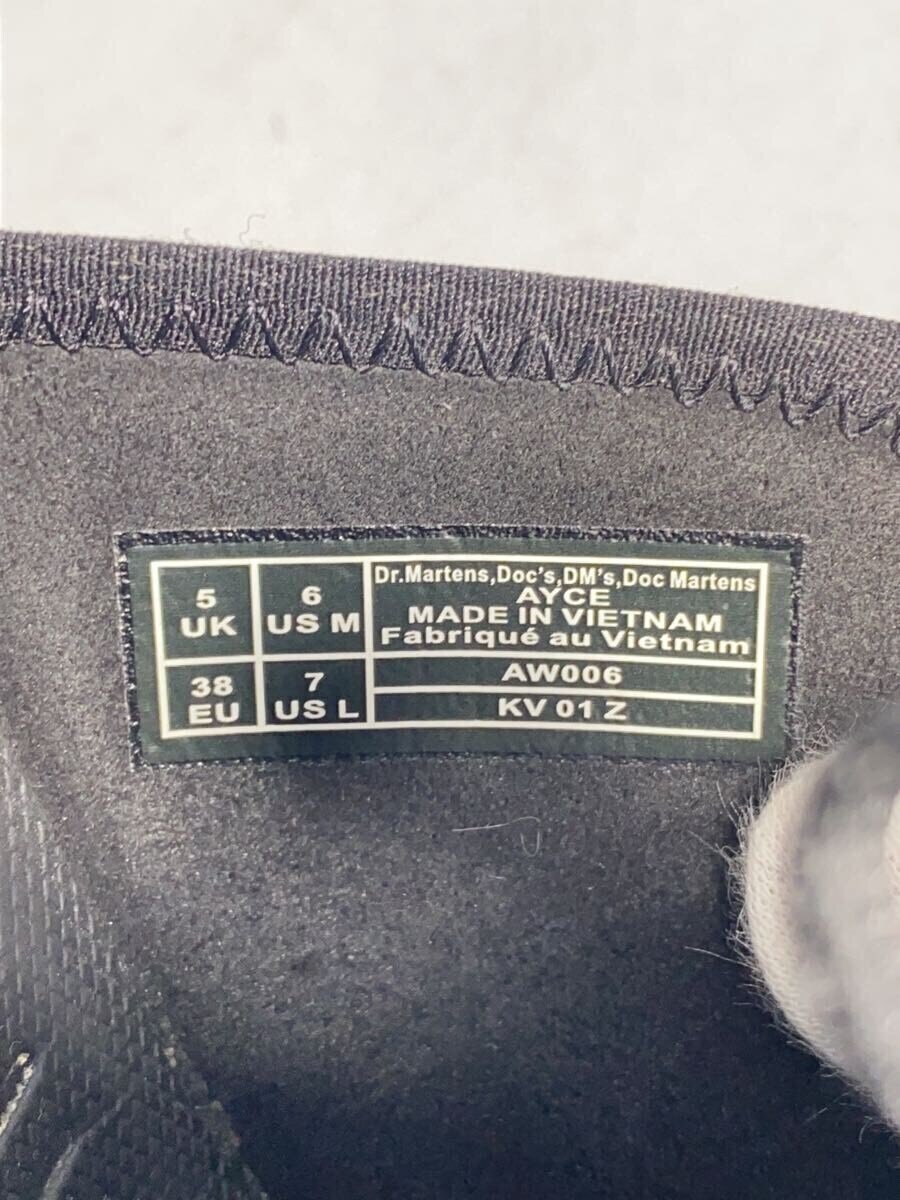 5
UK
6
US M
38
EU
7
US L
Dr.Martens,Doc's,DM's,Doc Martens
AYCE
MADE IN VIETNAM
Fabriqué au Vietnam
AW006
KV 01 Z